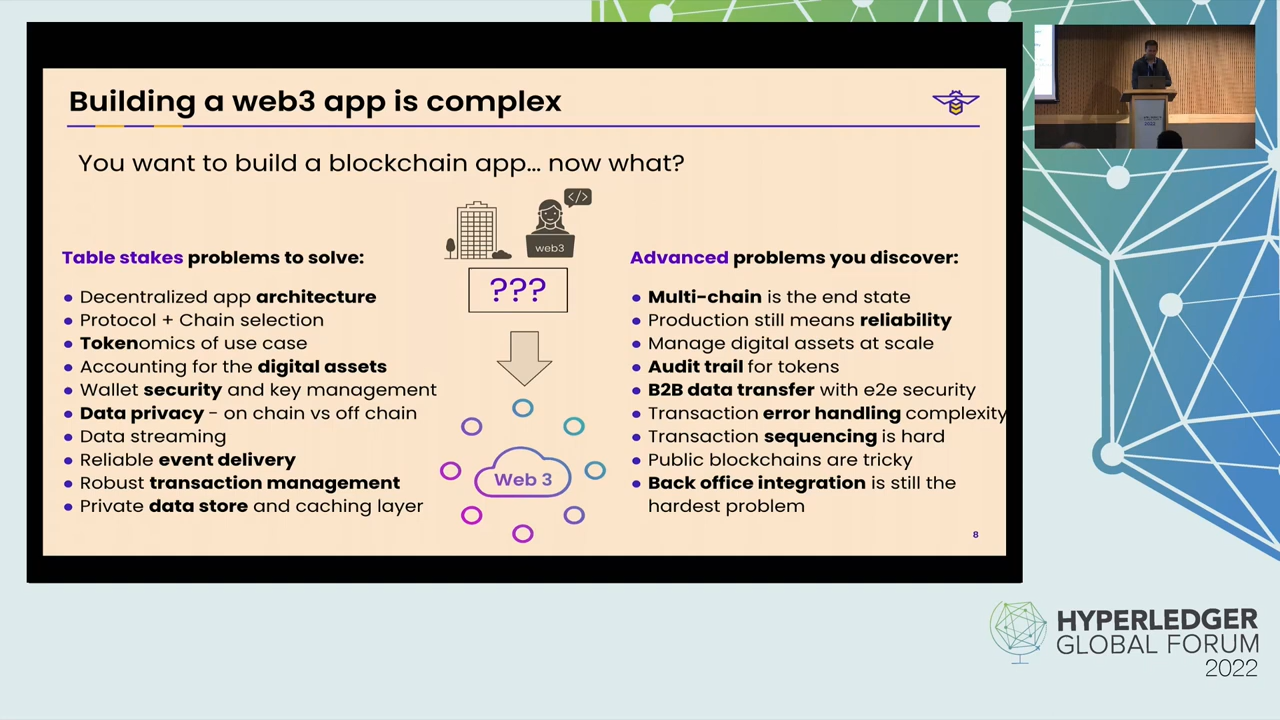 Building a web3 app is complex
You want to build a blockchain app... now what?
</>
web3
???
Table stakes problems to solve:
• Decentralized app architecture
• Protocol + Chain selection
• Tokenomics of use case
• Accounting for the digital assets
• Wallet security and key management
• Data privacy - on chain vs off chain
• Data streaming
• Reliable event delivery
• Robust transaction management
• Private data store and caching layer
Web 3
Advanced problems you discover:
• Multi-chain is the end state
• Production still means reliability
• Manage digital assets at scale
• Audit trail for tokens
• B2B data transfer with e2e security
• Transaction error handling complexity
• Transaction sequencing is hard
• Public blockchains are tricky
• Back office integration is still the
hardest problem
8
HYPERLEDGER
GLOBAL FORUM
2022